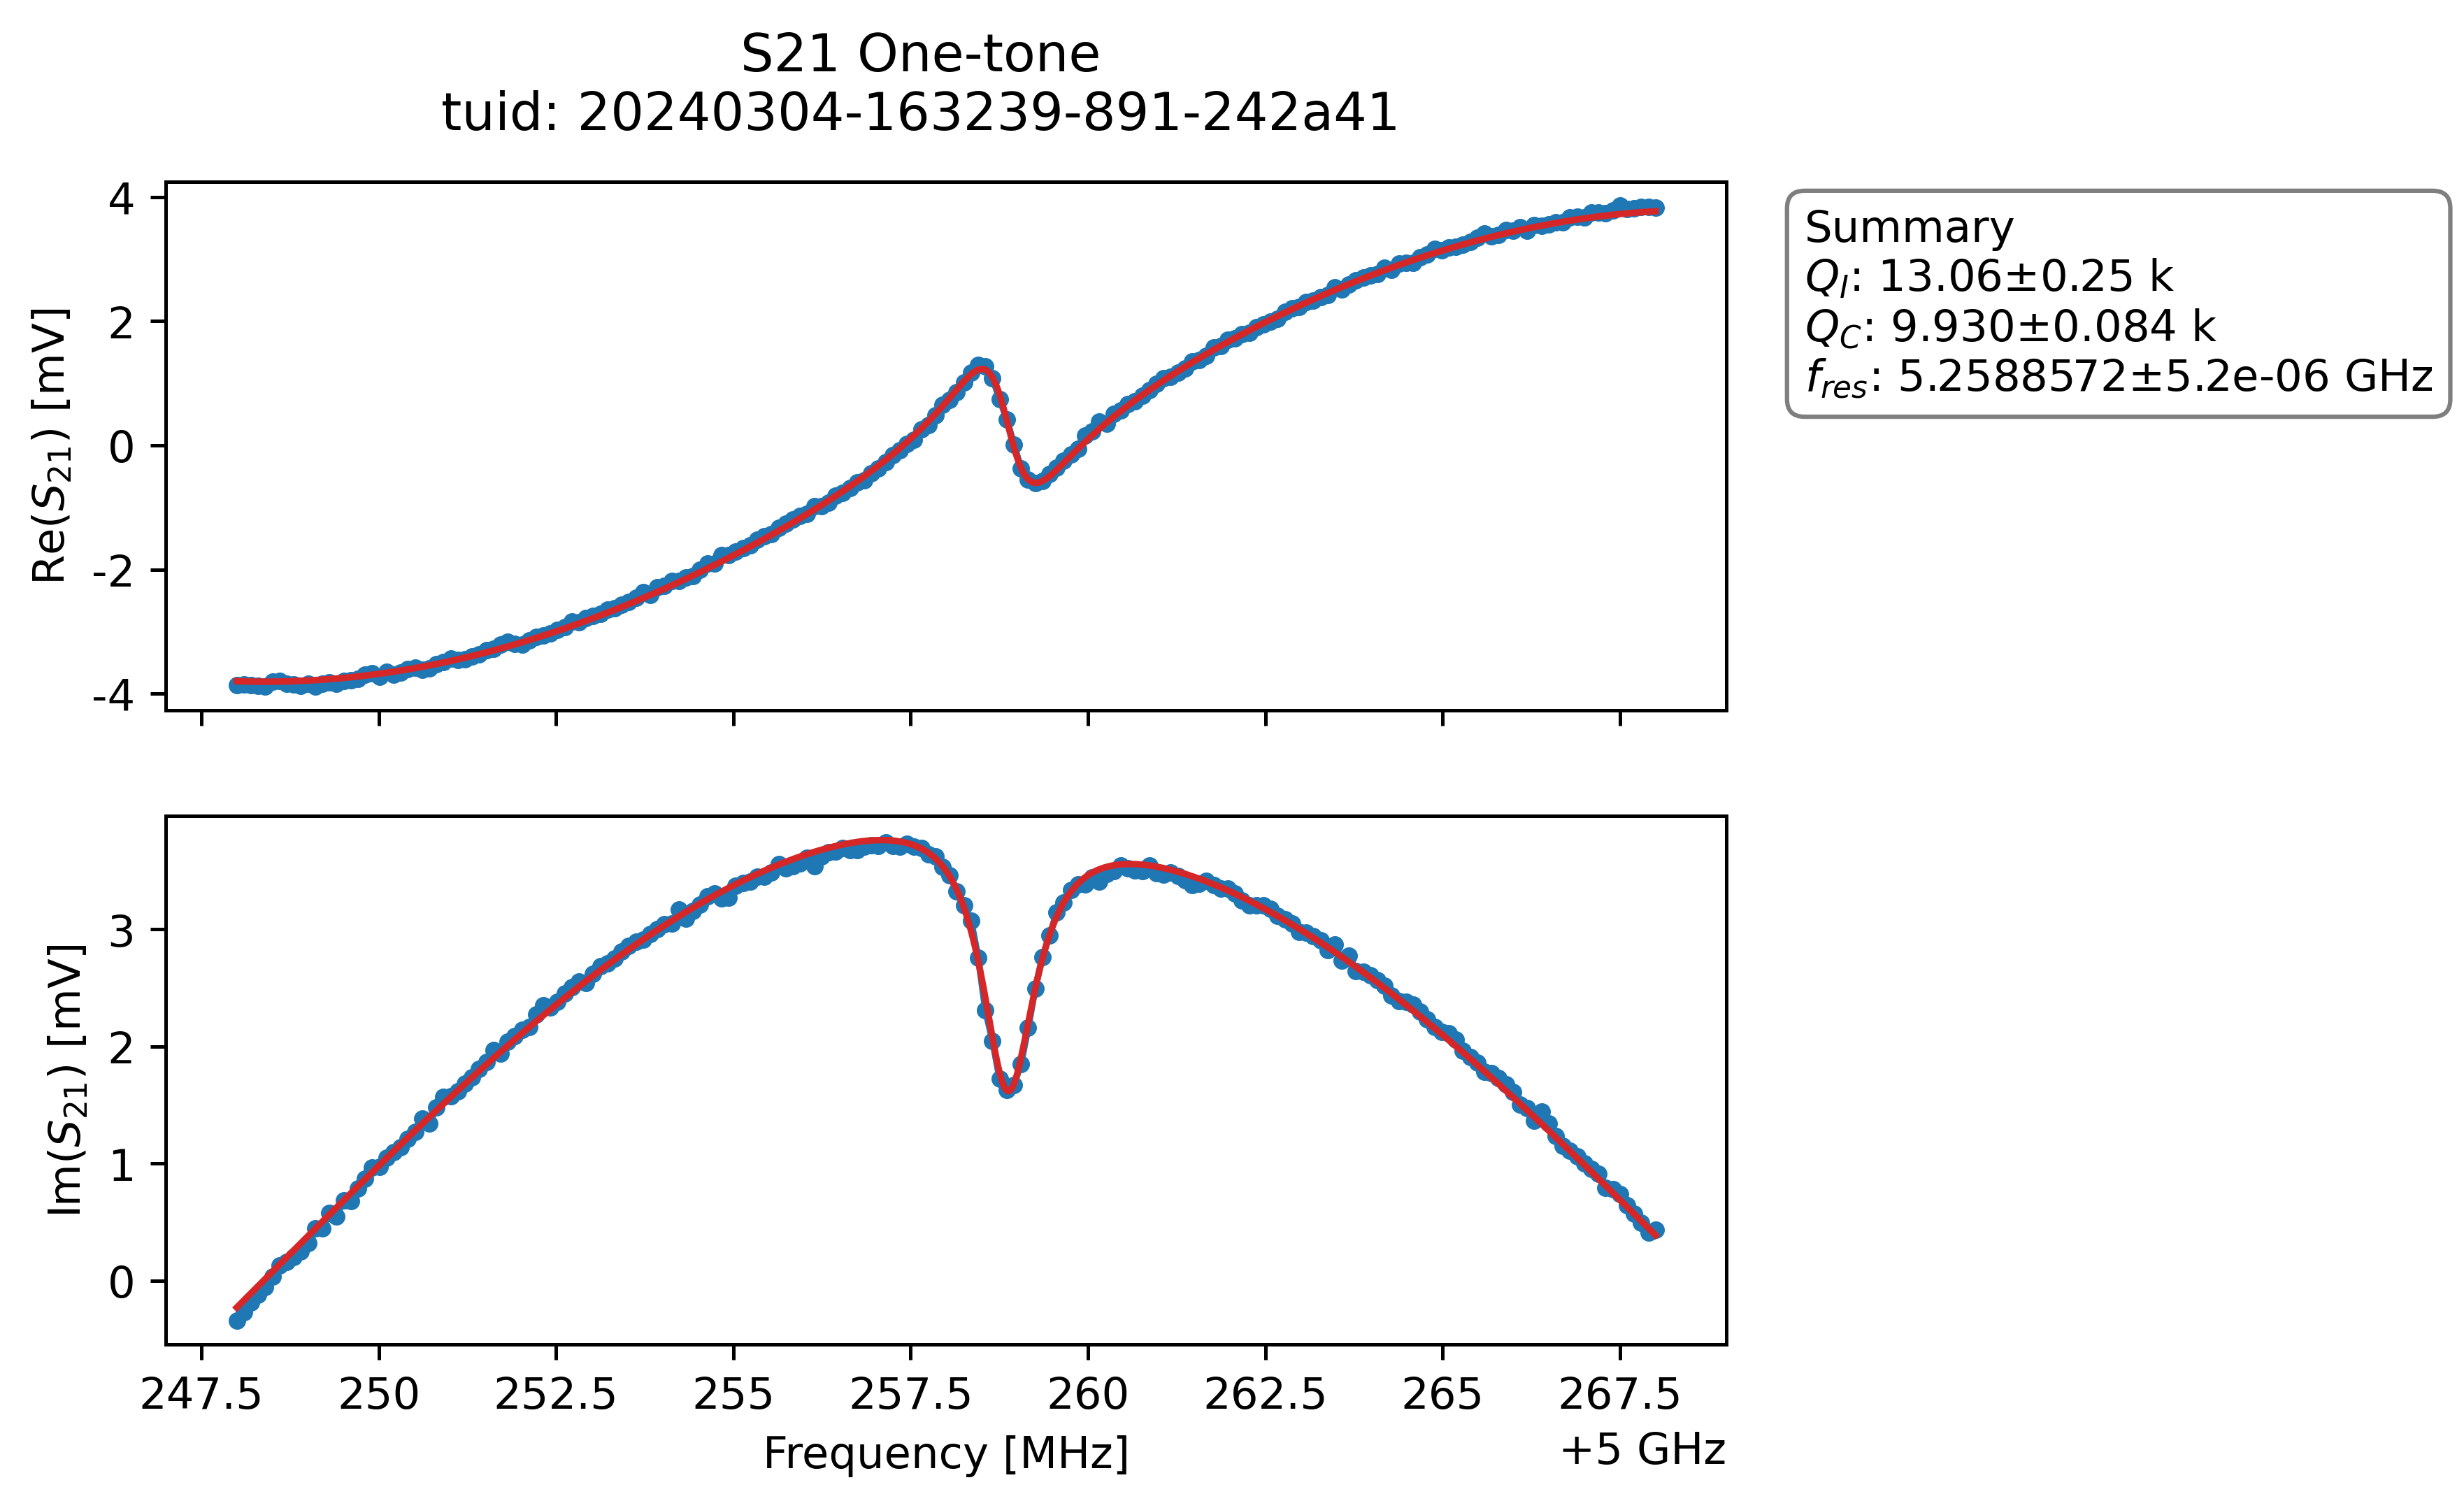 S21 One-tone
tuid: 20240304-163239-891-242a41
Re(S21) [mV]
4
2
0
-2
-4
Summary
QI: 13.06±0.25 k
QC: 9.930±0.084 k
fres: 5.2588572±5.2e-06 GHz
Im(S21) [mV]
3
2
1
0
247.5 250 252.5 255 257.5 260 262.5 265 267.5
Frequency [MHz]
+5 GHz